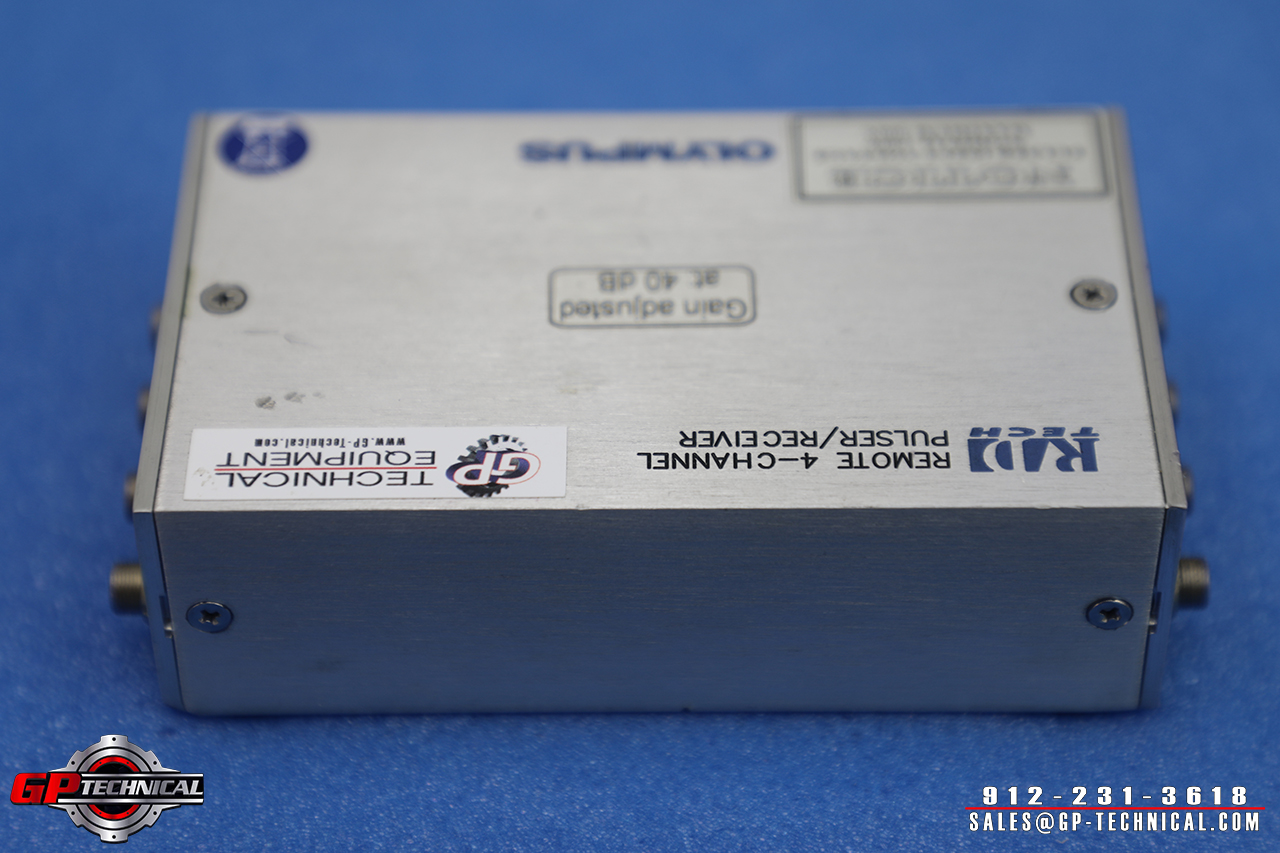 R/D TECH
REMOTE 4-CHANNEL
PULSER/RECEIVER
GP
TECHNICAL
EQUIPMENT
www.GP-Technical.com
Gain adjusted
at: 40 dB
OLYMPUS
GP TECHNICAL
912-231-3618
SALES@GP-TECHNICAL.COM